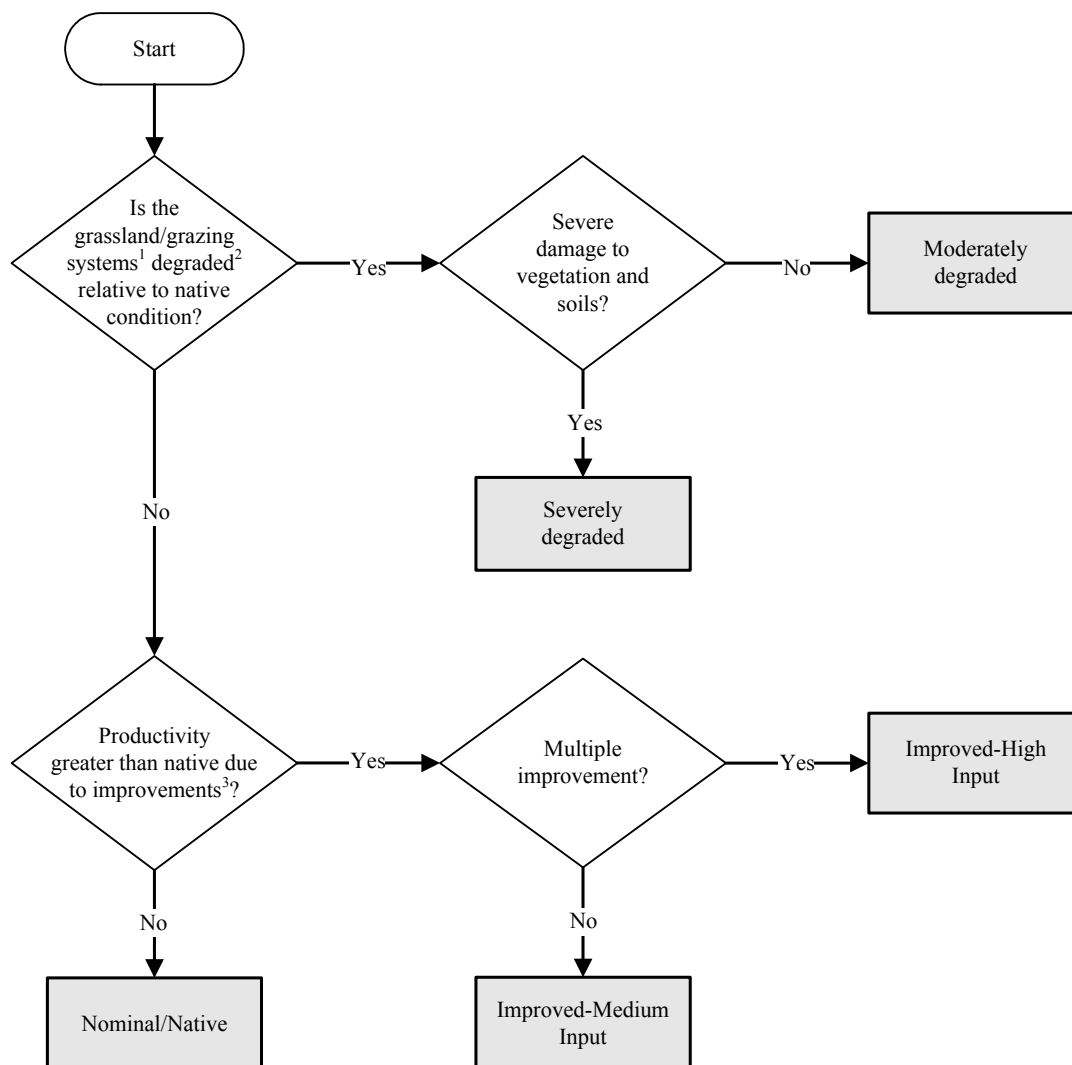 Start
Is the
grassland/grazing
systems¹ degraded²
relative to native
condition?
Yes
Severe
damage to
vegetation and
soils?
No
Moderately
degraded
Yes
Severely
degraded
No
Productivity
greater than native due
to improvements³?
Yes
Multiple
improvement?
Yes
Improved-High
Input
No
Nominal/Native
No
Improved-Medium
Input